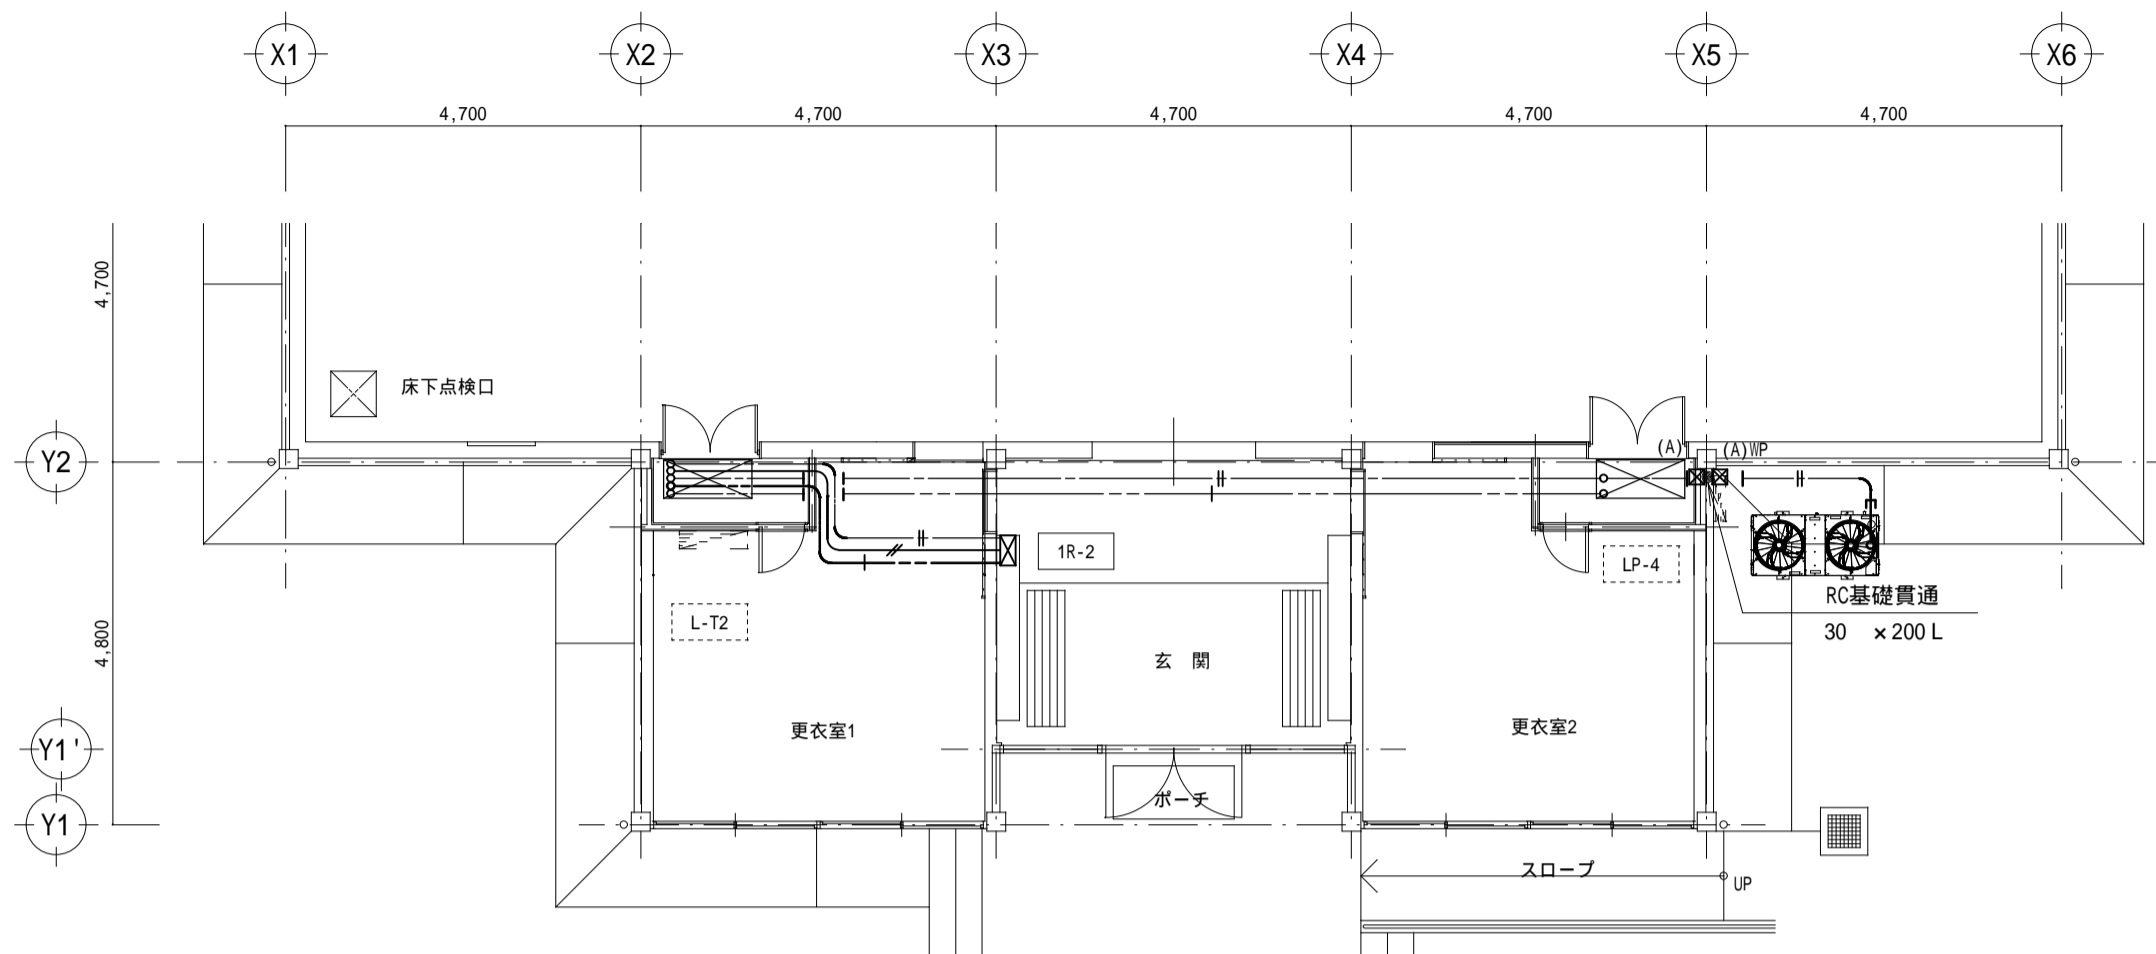 X1
X2
X3
X4
X5
X6
4,700
4,700
4,700
4,700
4,700
4,700
床下点検口
Y2
(A)
(A)WP
1R-2
LP-4
RC基礎貫通
30 ×200L
L-T2
4,800
玄 関
更衣室1
更衣室2
Y1'
ポーチ
Y1
スロープ
UP